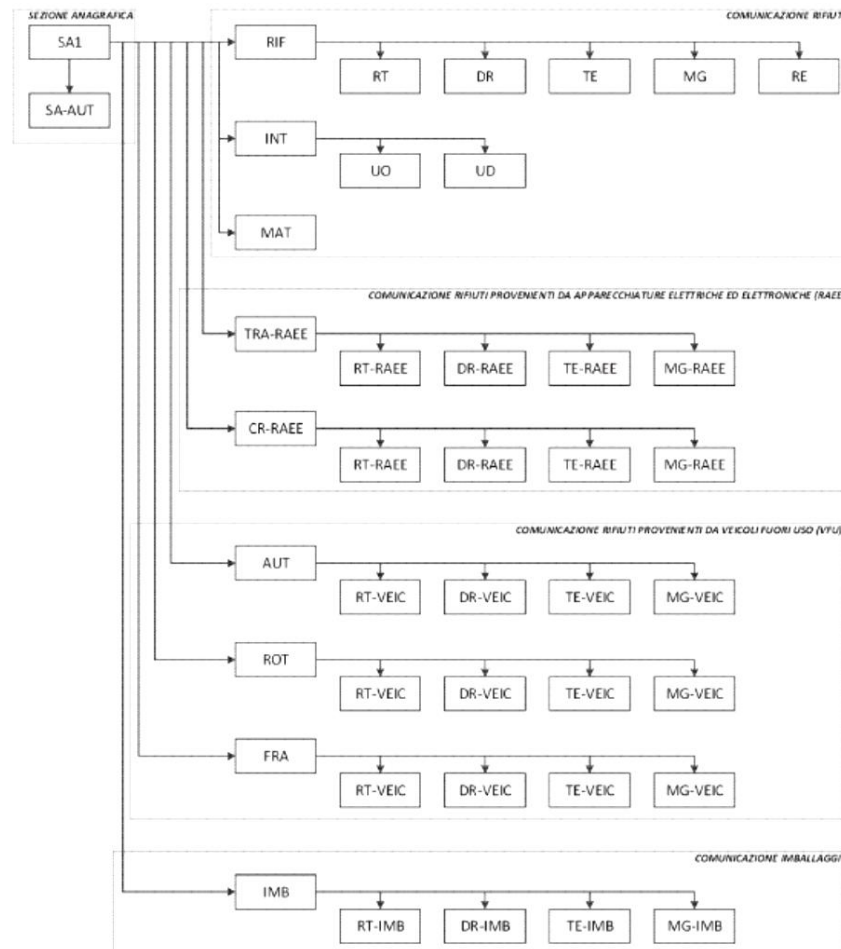 SEZIONE ANAGRAFICA
COMUNICAZIONE RIFIUT
SA1
RIF
RT
DR
TE
MG
RE
SA-AUT
INT
UO
UD
MAT
COMUNICAZIONE RIFIUTI PROVENIENTI DA APPARECCHIATURE ELETTRICHE ED ELETTRONICHE (RAEE
TRA-RAEE
RT-RAEE
DR-RAEE
TE-RAEE
MG-RAEE
CR-RAEE
RT-RAEE
DR-RAEE
TE-RAEE
MG-RAEE
COMUNICAZIONE RIFIUTI PROVENIENTI DA VEICOLI FUORI USO (VFU)
AUT
RT-VEIC
DR-VEIC
TE-VEIC
MG-VEIC
ROT
RT-VEIC
DR-VEIC
TE-VEIC
MG-VEIC
FRA
RT-VEIC
DR-VEIC
TE-VEIC
MG-VEIC
COMUNICAZIONE IMBALLAGGI
IMB
RT-IMB
DR-IMB
TE-IMB
MG-IMB